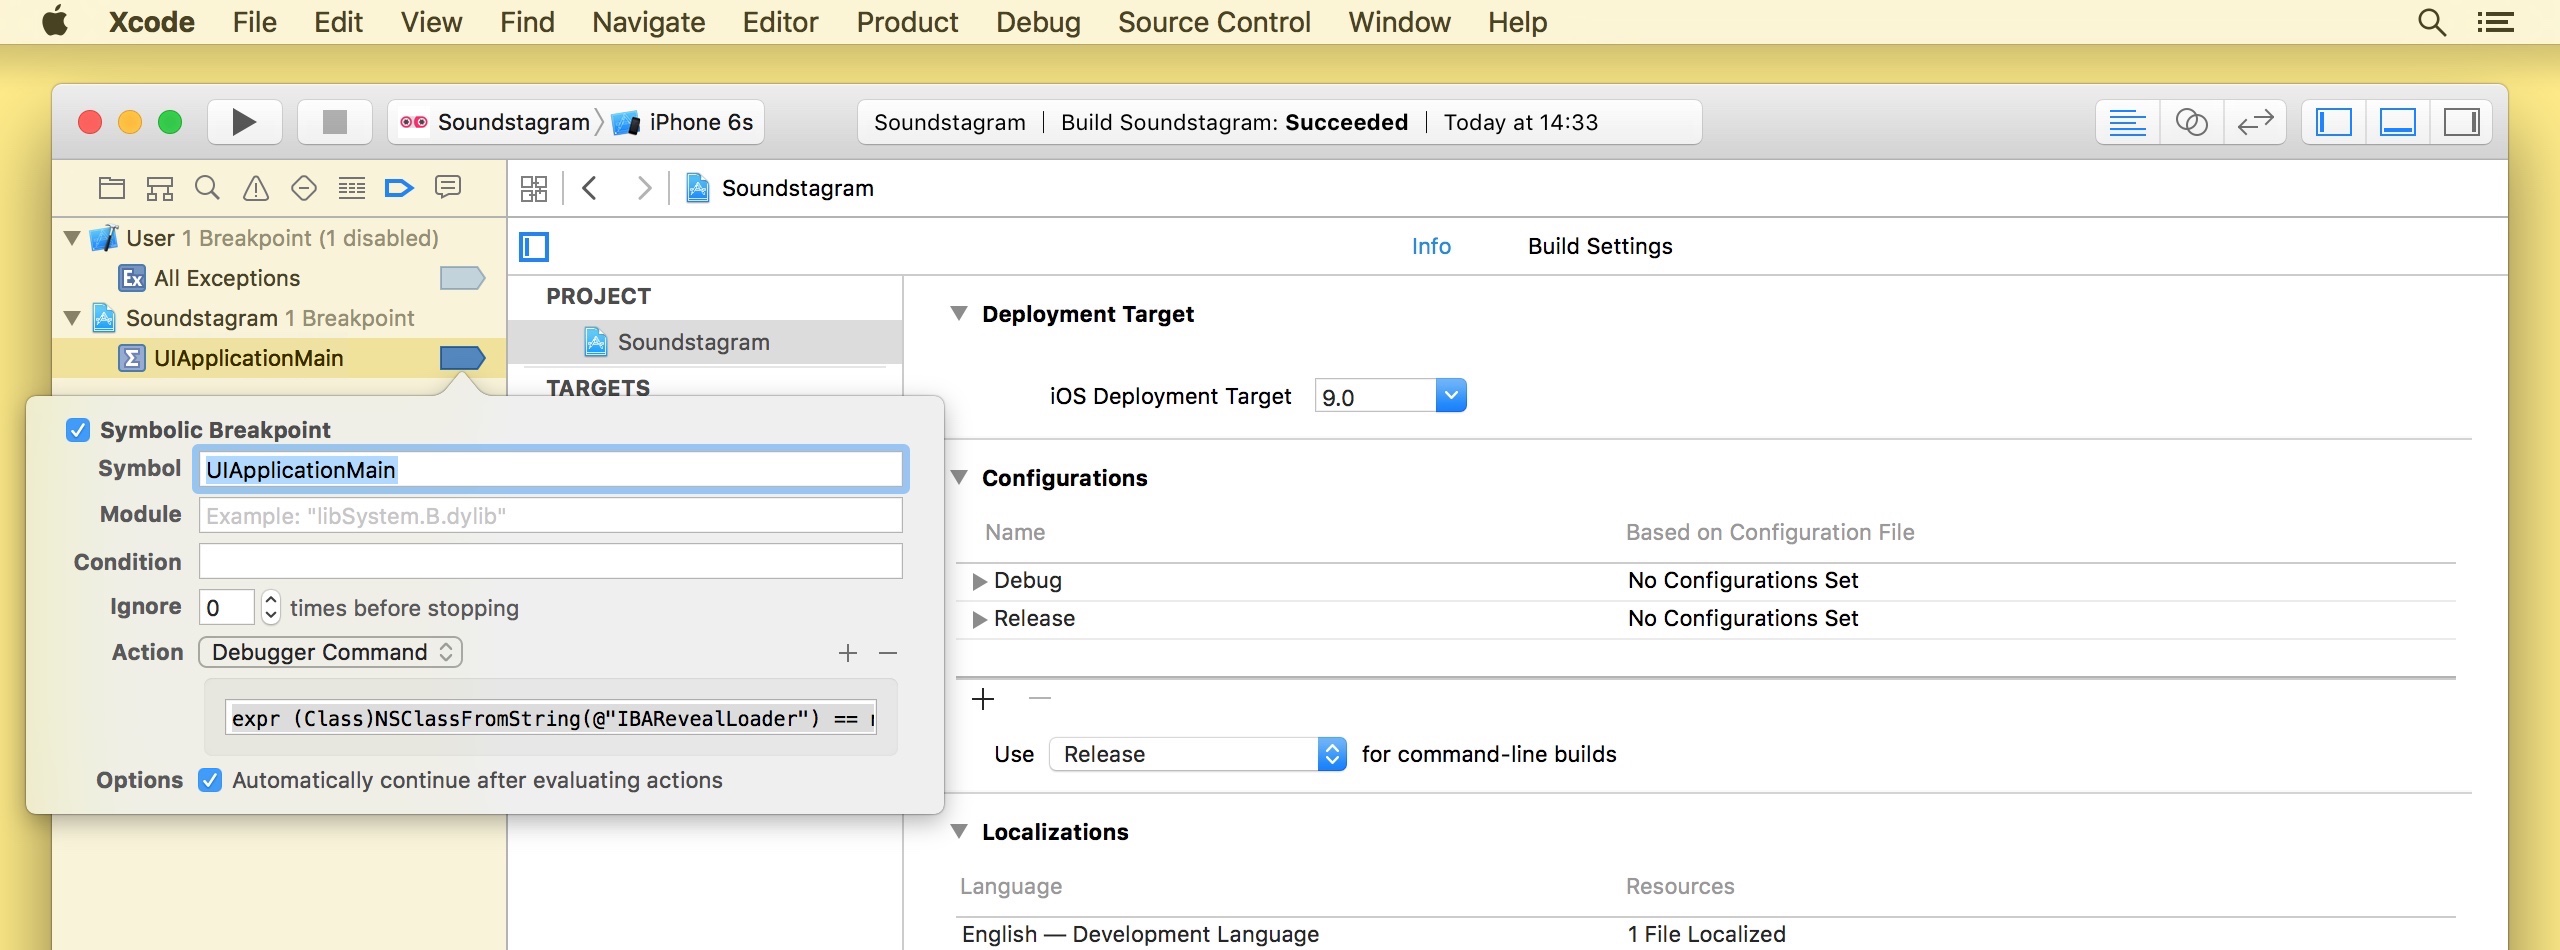 Xcode File Edit View Find Navigate Editor Product Debug Source Control Window Help
Soundstagram iPhone 6s Soundstagram Build Soundstagram: Succeeded Today at 14:33
Soundstagram
User 1 Breakpoint (1 disabled)
Ex All Exceptions
Soundstagram 1 Breakpoint
Σ UIApplicationMain
Info Build Settings
PROJECT
Soundstagram
TARGETS
Symbolic Breakpoint
Symbol UIApplicationMain
Module Example: "libSystem.B.dylib"
Condition
Ignore 0 times before stopping
Action Debugger Command
expr (Class)NSClassFromString(@"IBARevealLoader") ==
Options Automatically continue after evaluating actions
Deployment Target
iOS Deployment Target 9.0
Configurations
Name Based on Configuration File
Debug No Configurations Set
Release No Configurations Set
Use Release for command-line builds
Localizations
Language Resources
English — Development Language 1 File Localized